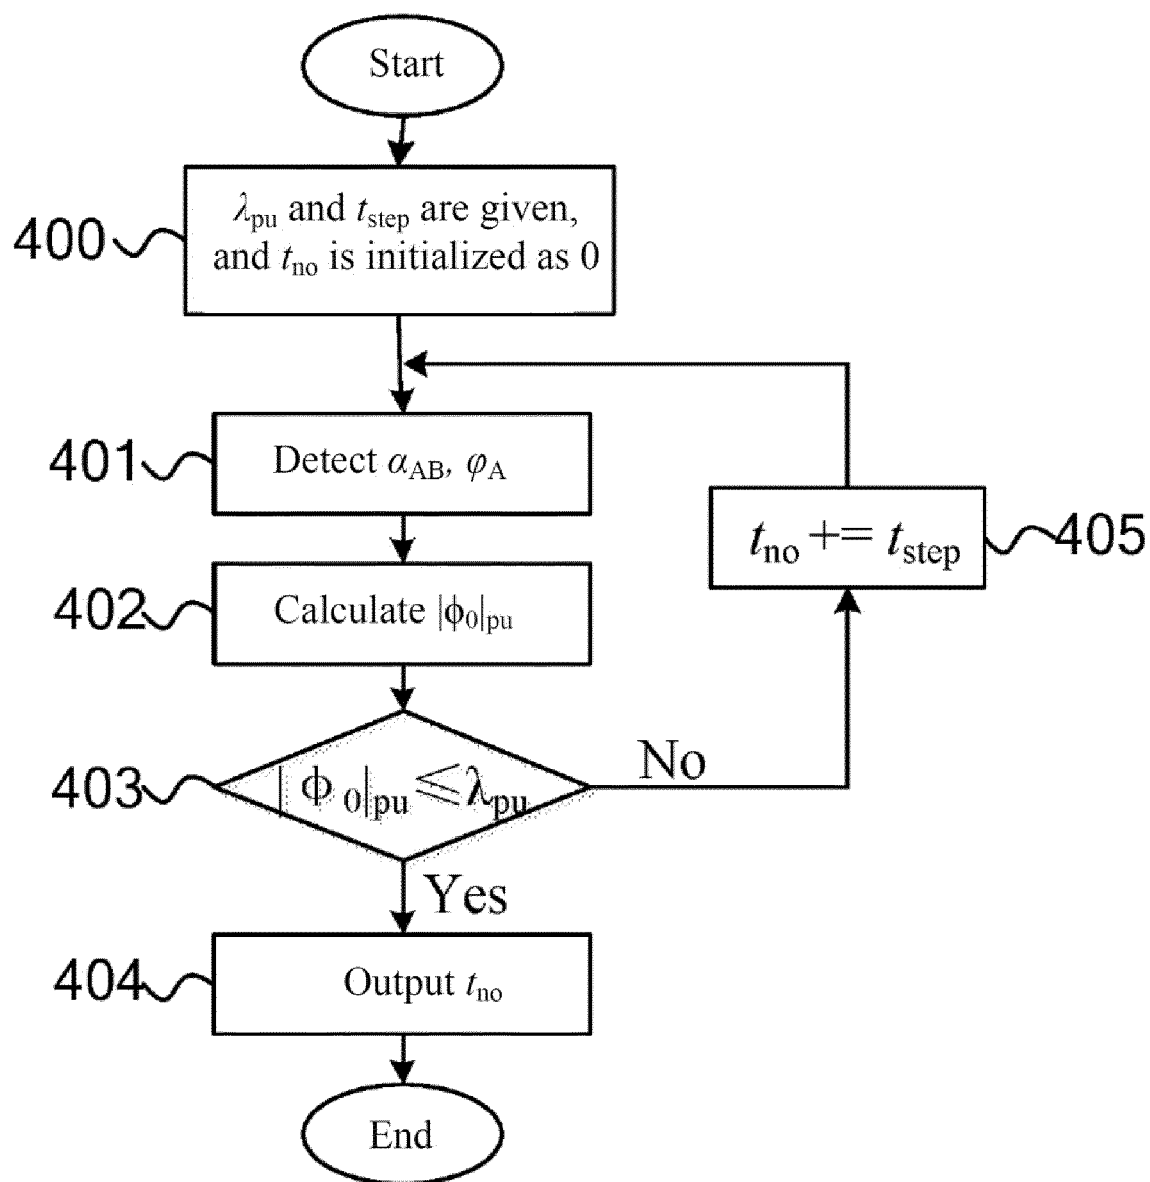 Start
400
λpu and tstep are given,
and tno is initialized as 0
401
Detect αAB, φA
402
Calculate |ϕ0|pu
403
|ϕ0|pu ≦ λpu
No
405
tno += tstep
Yes
404
Output tno
End